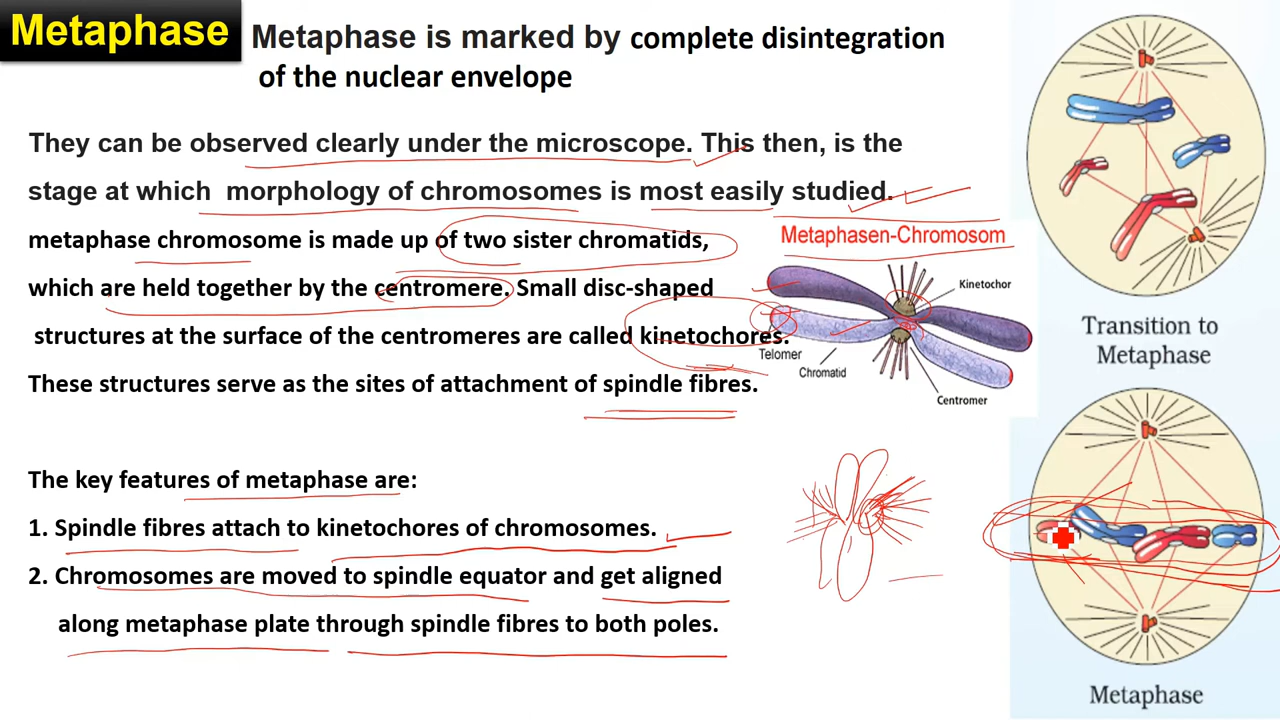 Metaphase
Metaphase is marked by complete disintegration
of the nuclear envelope
They can be observed clearly under the microscope. This then, is the
stage at which morphology of chromosomes is most easily studied.
metaphase chromosome is made up of two sister chromatids,
which are held together by the centromere. Small disc-shaped
structures at the surface of the centromeres are called kinetochores.
These structures serve as the sites of attachment of spindle fibres.
The key features of metaphase are:
1. Spindle fibres attach to kinetochores of chromosomes.
2. Chromosomes are moved to spindle equator and get aligned
along metaphase plate through spindle fibres to both poles.
Metaphasen-Chromosom
Kinetochor
Telomer
Chromatid
Centromer
Transition to
Metaphase
Metaphase